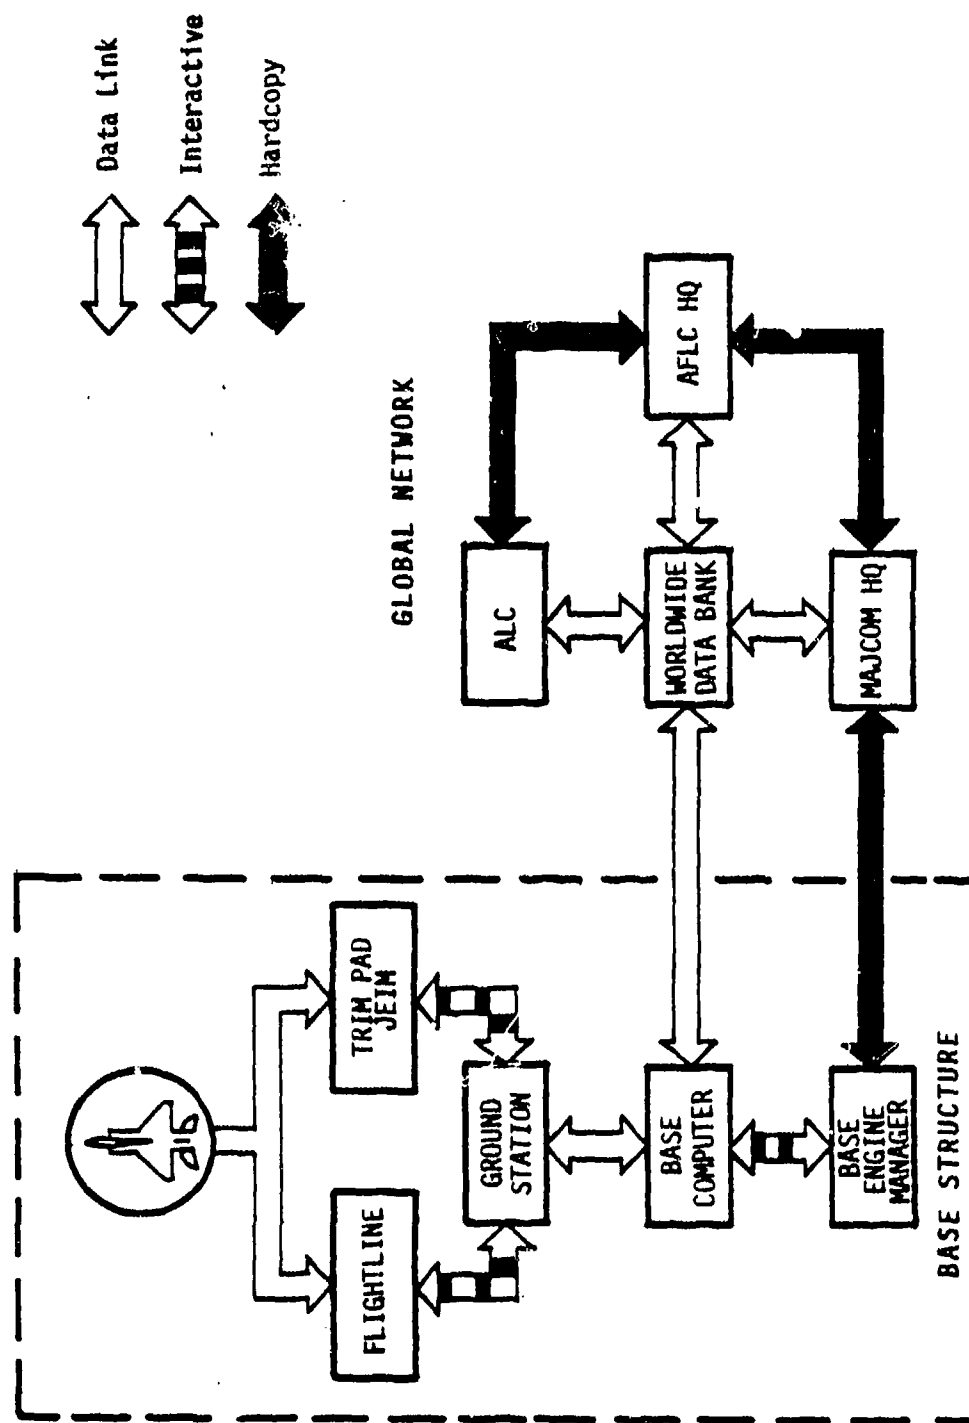 Data Link
Interactive
Hardcopy
GLOBAL NETWORK
TRIM PAD
JEIM
FLIGHTLINE
GROUND
STATION
ALC
BASE
COMPUTER
WORLDWIDE
DATA BANK
AFLC HQ
BASE
ENGINE
MANAGER
MAJCOM HQ
BASE STRUCTURE